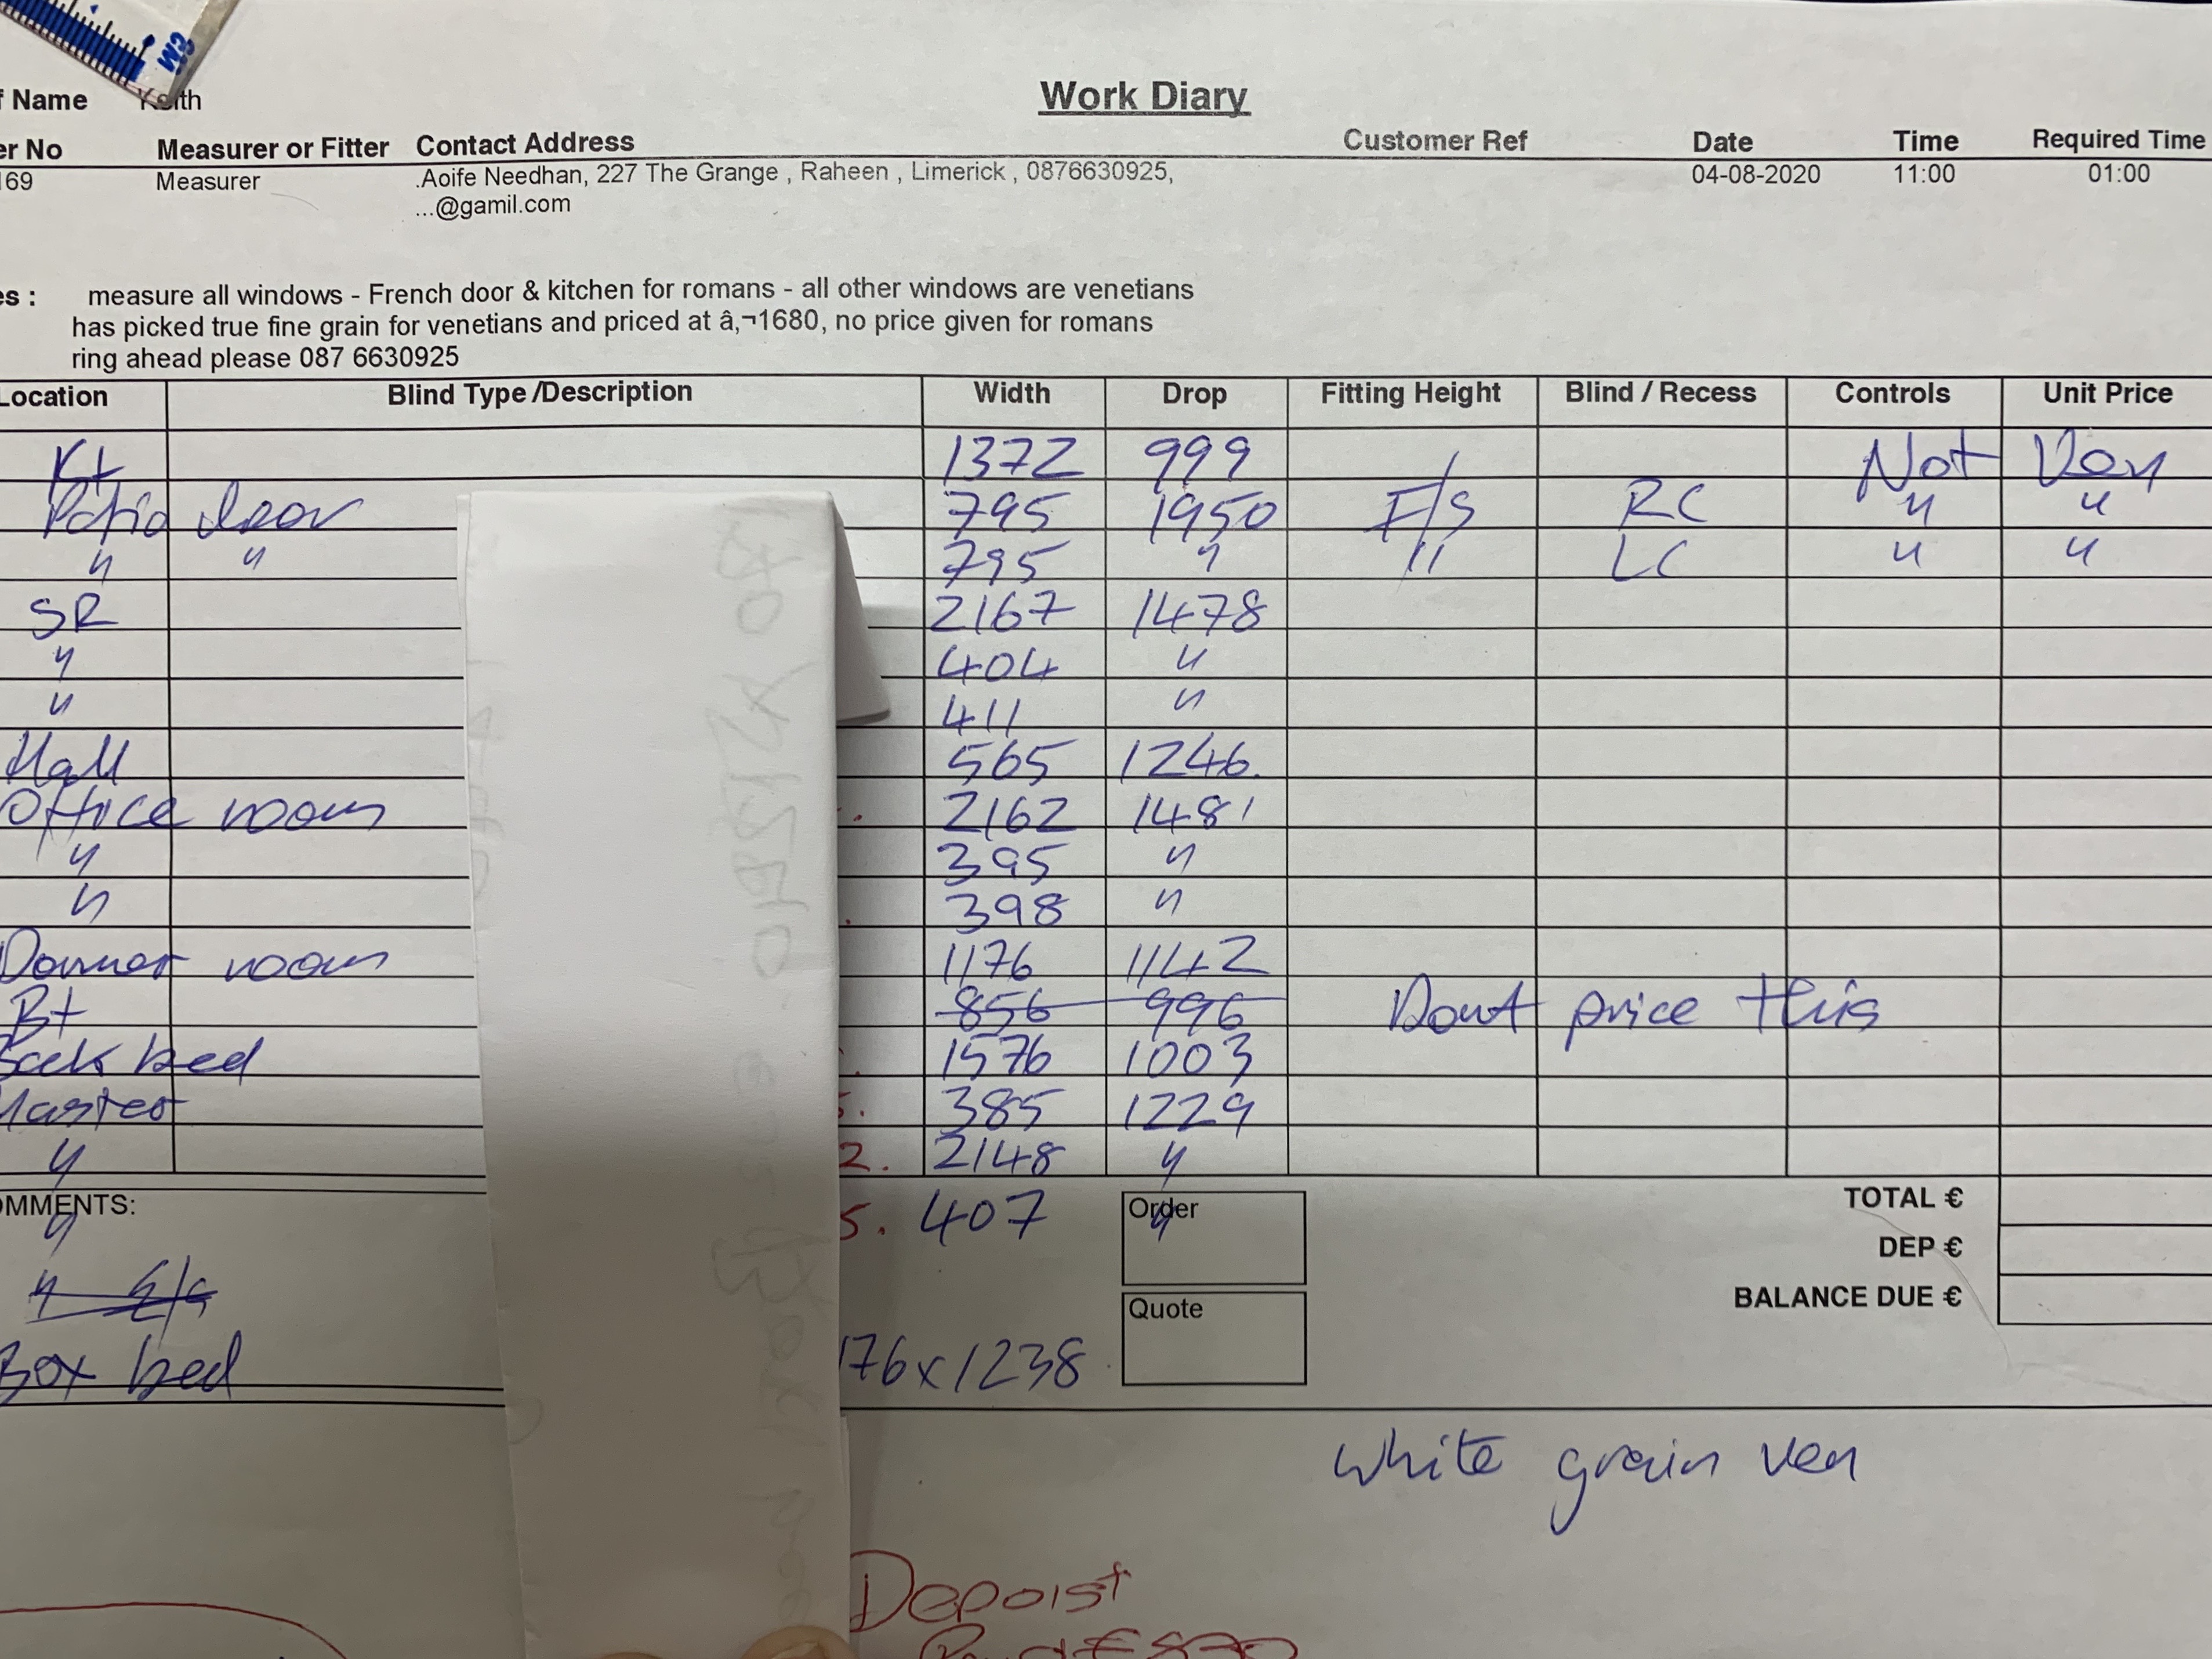 CM
f Name Keith
Work Diary
er No Measurer or Fitter Contact Address Customer Ref Date Time Required Time
169 Measurer .Aoife Needhan, 227 The Grange , Raheen , Limerick , 0876630925, 04-08-2020 11:00 01:00
...@gamil.com
es : measure all windows - French door & kitchen for romans - all other windows are venetians
has picked true fine grain for venetians and priced at â‚¬1680, no price given for romans
ring ahead please 087 6630925
Location Blind Type /Description Width Drop Fitting Height Blind / Recess Controls Unit Price
Kt 1372 999 Not Ven
Patio door 795 1950 F/S RC " "
" " 795 " " LC " "
SR 2167 1478
" 404 "
" 411 "
Hall 565 1246.
Office room 2162 1481
" 395 "
" 398 "
room 1176 1142
Bt 856 996 Dont price this
Back bed 1576 1003
Master 385 1229
" 2. 2148 "
OMMENTS: Order TOTAL €
" 5. 407 "
DEP €
Quote BALANCE DUE €
Box bed 176x1238
white grain ven
Depoist